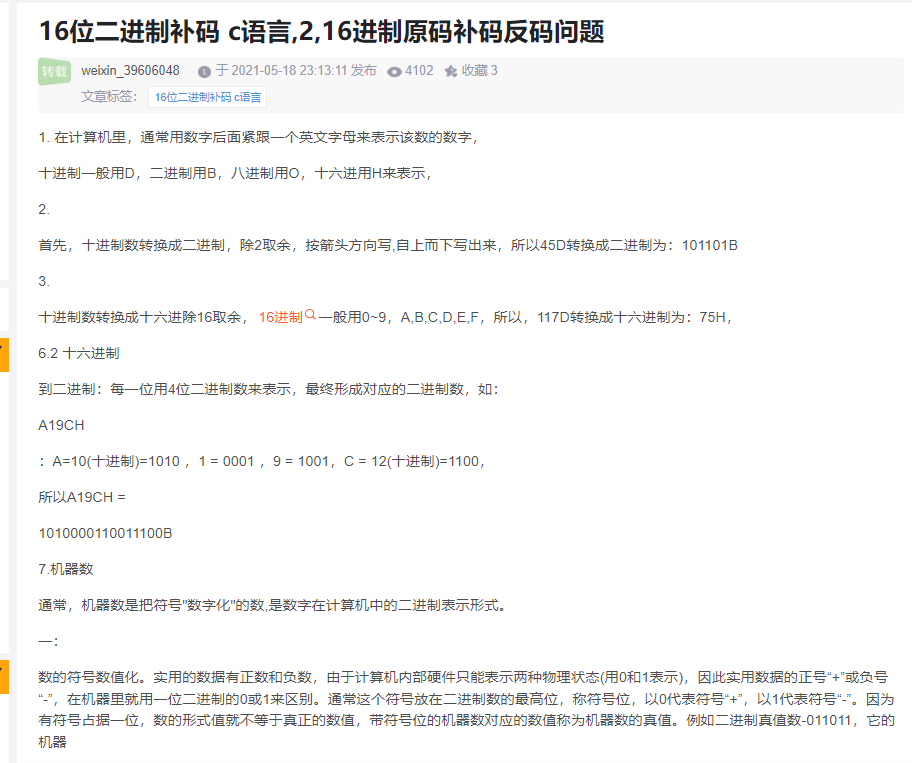 16位二进制补码 c语言,2,16进制原码补码反码问题
转载 weixin_39606048 于 2021-05-18 23:13:11 发布 4102 收藏 3
文章标签： 16位二进制补码 c语言
1. 在计算机里，通常用数字后面紧跟一个英文字母来表示该数的数字，
十进制一般用D，二进制用B，八进制用O，十六进用H来表示，
2.
首先，十进制数转换成二进制，除2取余，按箭头方向写,自上而下写出来，所以45D转换成二进制为：101101B
3.
十进制数转换成十六进除16取余， 16进制 一般用0~9，A,B,C,D,E,F，所以，117D转换成十六进制为：75H，
6.2 十六进制
到二进制：每一位用4位二进制数来表示，最终形成对应的二进制数，如：
A19CH
：A=10(十进制)=1010 ，1 = 0001 ，9 = 1001，C = 12(十进制)=1100，
所以A19CH =
1010000110011100B
7.机器数
通常，机器数是把符号"数字化"的数,是数字在计算机中的二进制表示形式。
一：
数的符号数值化。实用的数据有正数和负数，由于计算机内部硬件只能表示两种物理状态(用0和1表示)，因此实用数据的正号“+”或负号
“-”，在机器里就用一位二进制的0或1来区别。通常这个符号放在二进制数的最高位，称符号位，以0代表符号“+”，以1代表符号“-”。因为
有符号占据一位，数的形式值就不等于真正的数值，带符号位的机器数对应的数值称为机器数的真值。例如二进制真值数-011011，它的
机器